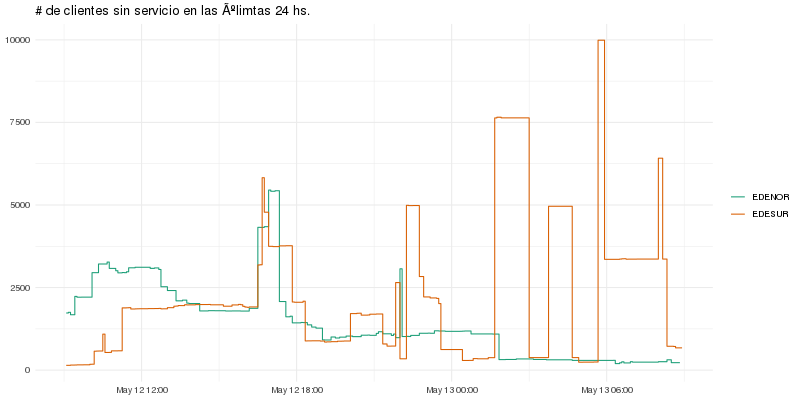 # de clientes sin servicio en las Ãºlimtas 24 hs.
10000
7500
5000
2500
0
May 12 12:00
May 12 18:00
May 13 00:00
May 13 06:00
EDENOR
EDESUR